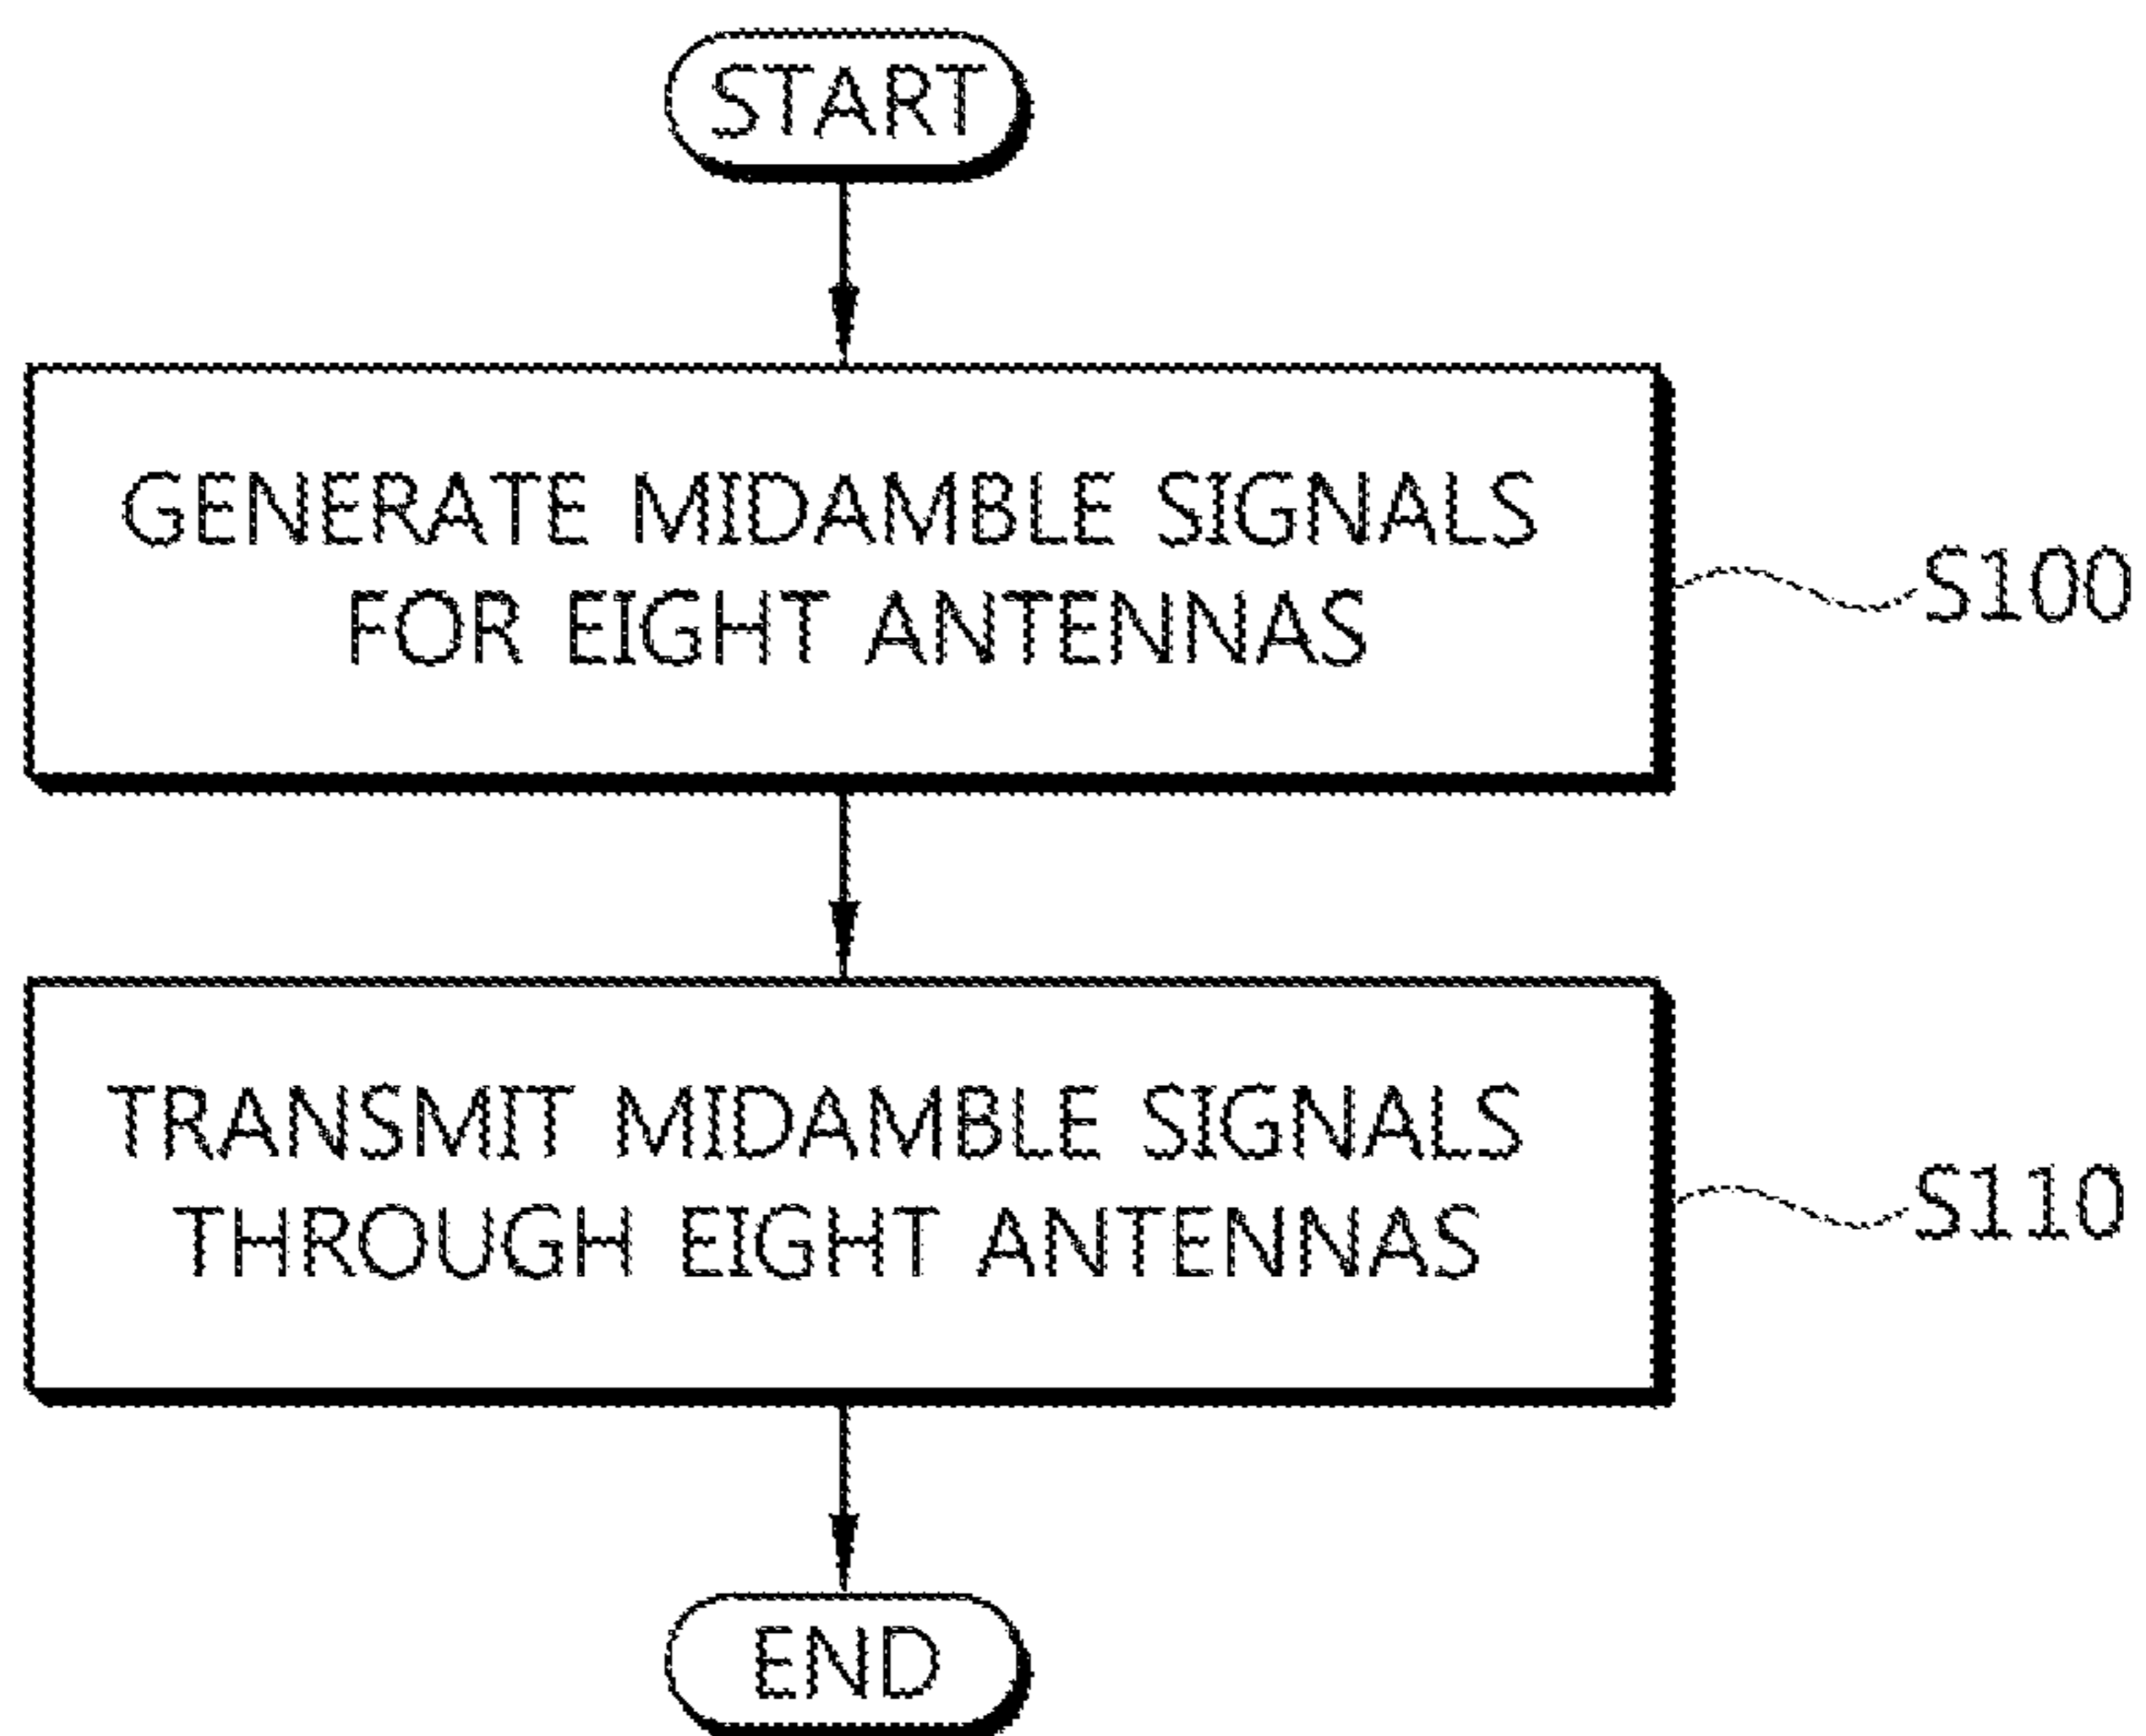 START
GENERATE MIDAMBLE SIGNALS
FOR EIGHT ANTENNAS
S100
TRANSMIT MIDAMBLE SIGNALS
THROUGH EIGHT ANTENNAS
S110
END